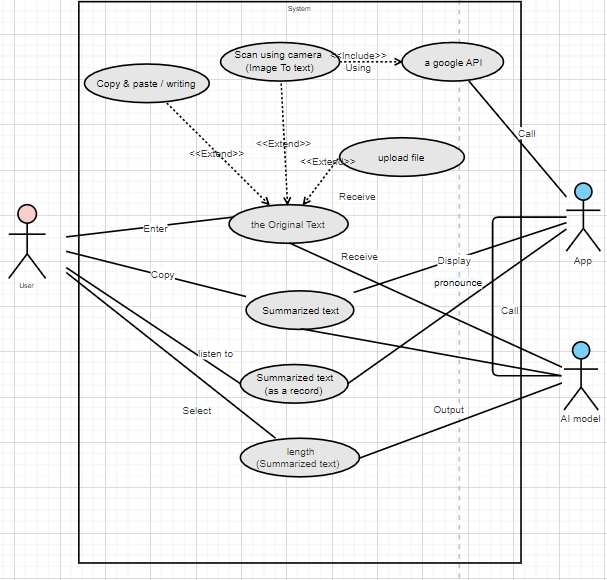 System
Scan using camera
(Image To text)
<<Include>>
Using
a google API
Copy & paste / writing
Call
<<Extend>>
<<Extend>>
<<Extend>>
upload file
Receive
the Original Text
Enter
User
Receive
Display
App
Copy
pronounce
Summarized text
Call
listen to
Summarized text
(as a record)
Select
Output
AI model
length
(Summarized text)